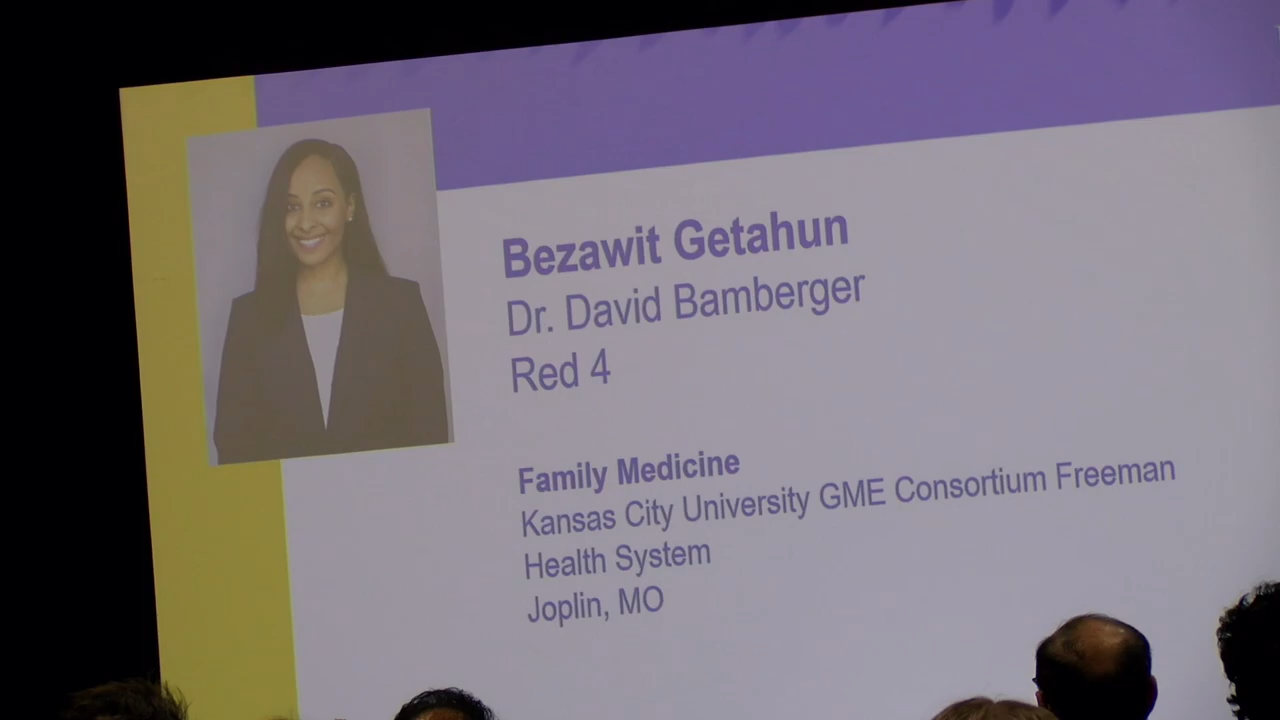 Bezawit Getahun
Dr. David Bamberger
Red 4
Family Medicine
Kansas City University GME Consortium Freeman
Health System
Joplin, MO